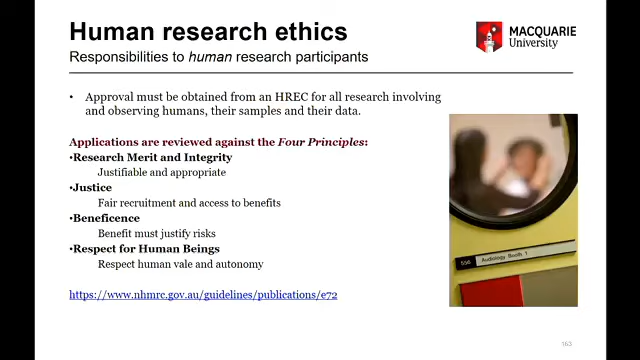 Human research ethics
Responsibilities to human research participants
MACQUARIE
University
• Approval must be obtained from an HREC for all research involving
and observing humans, their samples and their data.
Applications are reviewed against the Four Principles:
•Research Merit and Integrity
Justifiable and appropriate
•Justice
Fair recruitment and access to benefits
•Beneficence
Benefit must justify risks
•Respect for Human Beings
Respect human vale and autonomy
https://www.nhmrc.gov.au/guidelines/publications/e72
Audiology Booth 1
163